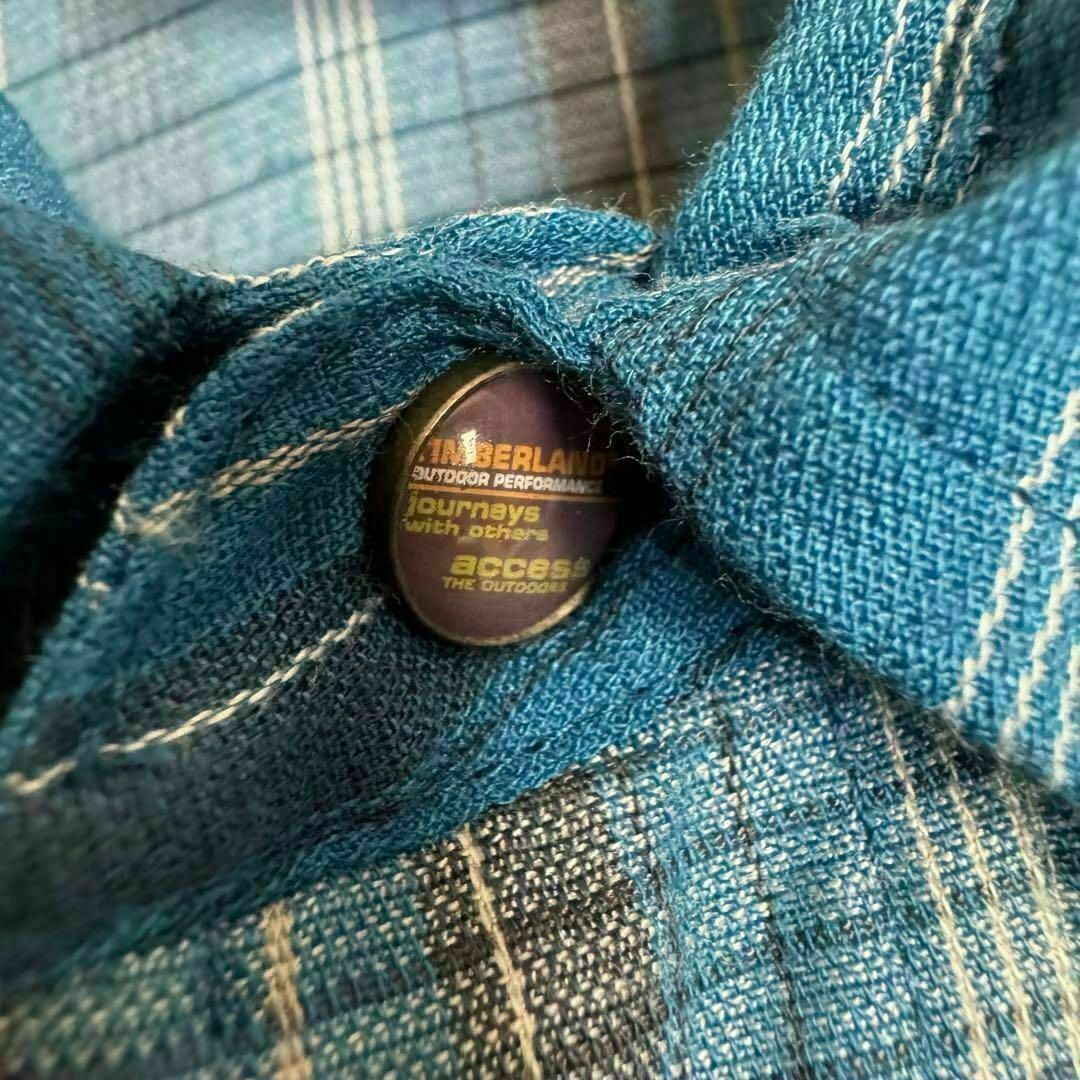 TIMBERLAND
OUTDOOR PERFORMANCE
journeys
with others
access
THE OUTDOORS